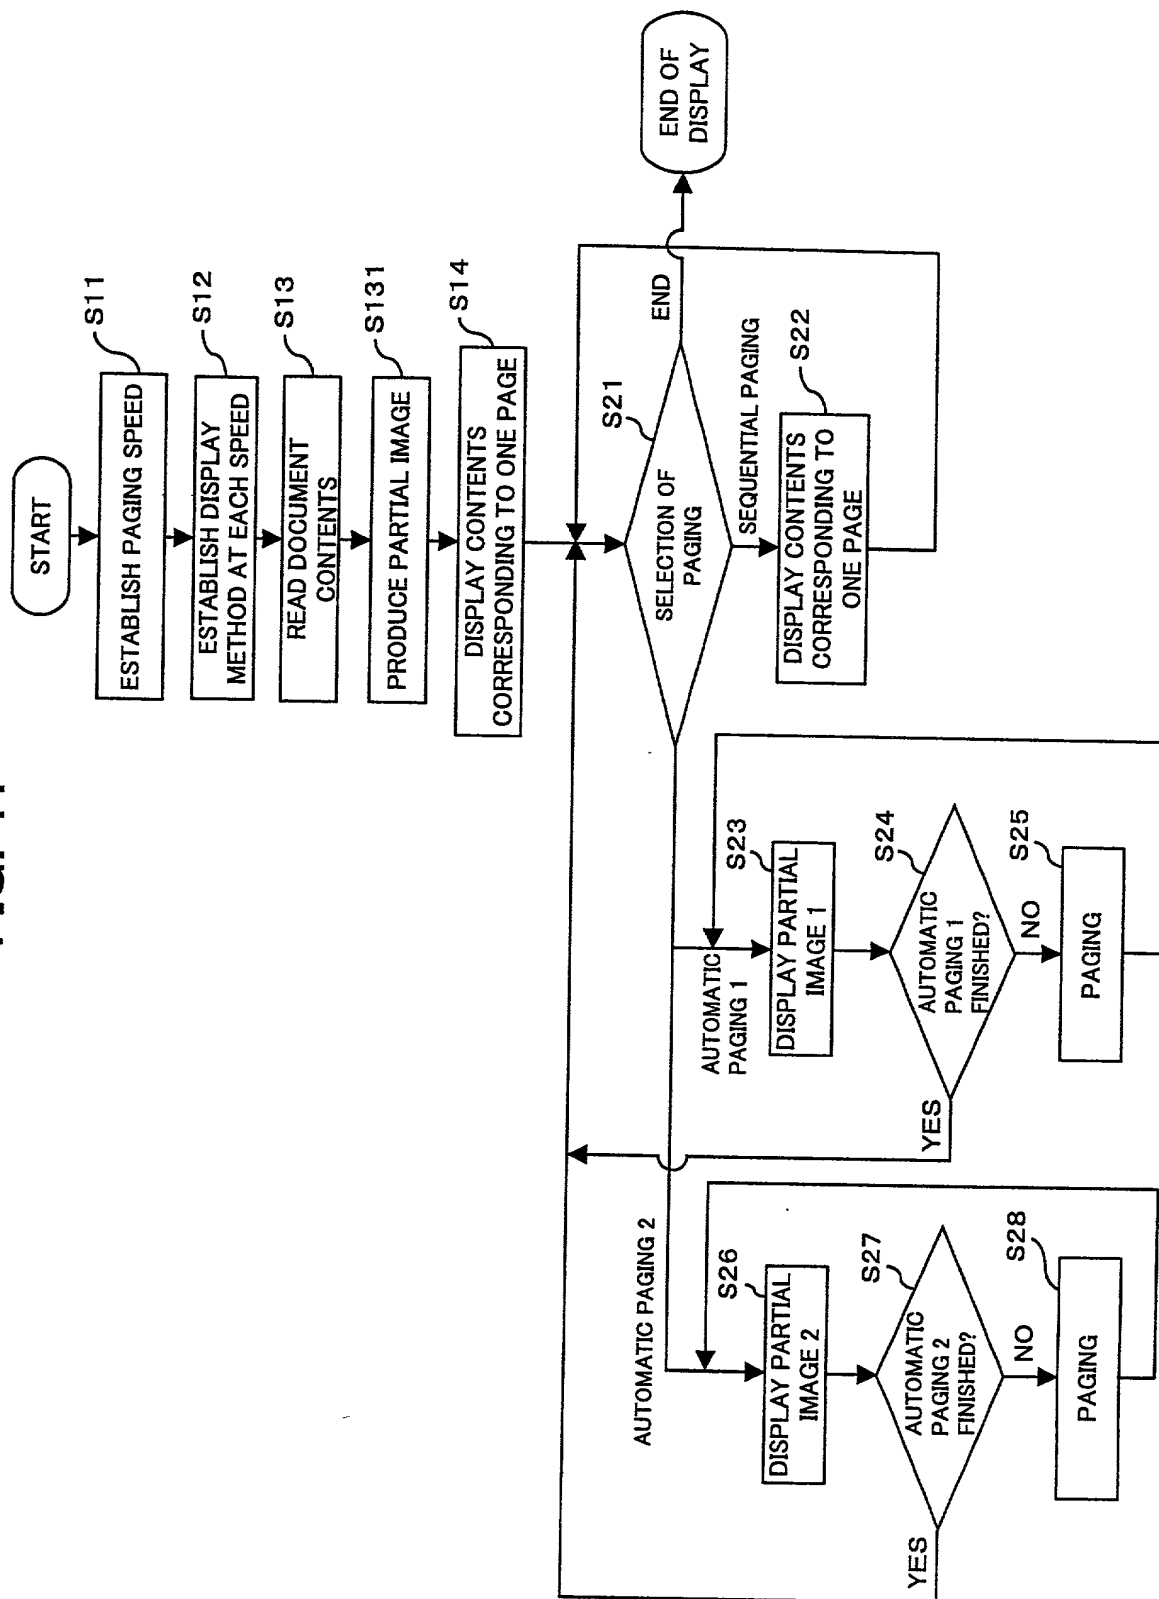 START
S11
ESTABLISH PAGING SPEED
S12
ESTABLISH DISPLAY
METHOD AT EACH SPEED
S13
READ DOCUMENT
CONTENTS
S131
PRODUCE PARTIAL IMAGE
S14
DISPLAY CONTENTS
CORRESPONDING TO ONE PAGE
S21
SELECTION OF
PAGING
END
END OF
DISPLAY
SEQUENTIAL PAGING
S22
DISPLAY CONTENTS
CORRESPONDING TO
ONE PAGE
AUTOMATIC
PAGING 1
S23
DISPLAY PARTIAL
IMAGE 1
S24
AUTOMATIC
PAGING 1
FINISHED?
YES
NO
S25
PAGING
AUTOMATIC PAGING 2
S26
DISPLAY PARTIAL
IMAGE 2
S27
AUTOMATIC
PAGING 2
FINISHED?
YES
NO
S28
PAGING